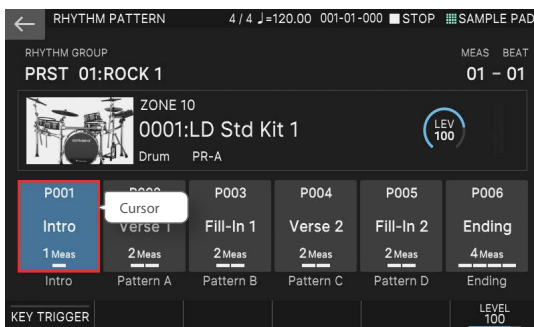 RHYTHM PATTERN 4 / 4 ♩=120.00 001-01-000 STOP SAMPLE PAD
RHYTHM GROUP MEAS BEAT
PRST 01:ROCK 1 01 – 01
ZONE 10
0001:LD Std Kit 1
Drum PR-A
LEV
100
P001 P002 P003 P004 P005 P006
Cursor
Intro Verse 1 Fill-In 1 Verse 2 Fill-In 2 Ending
1 Meas 2 Meas 2 Meas 2 Meas 2 Meas 4 Meas
Intro Pattern A Pattern B Pattern C Pattern D Ending
KEY TRIGGER LEVEL
100